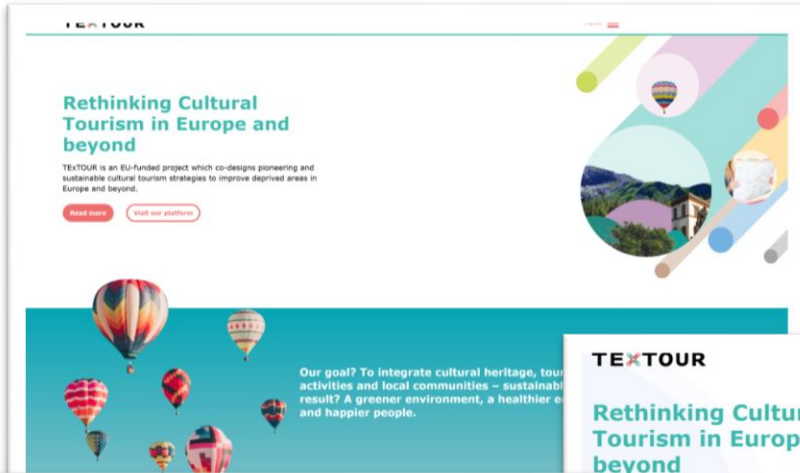 TEXTOUR
Rethinking Cultural
Tourism in Europe and
beyond
TExTOUR is an EU-funded project which co-designs pioneering and
sustainable cultural tourism strategies to improve deprived areas in
Europe and beyond.
Read more
Visit our platform
Our goal? To integrate cultural heritage, tour
activities and local communities – sustainabl
result? A greener environment, a healthier e
and happier people.
TEXTOUR
Rethinking Cultur
Tourism in Europ
beyond